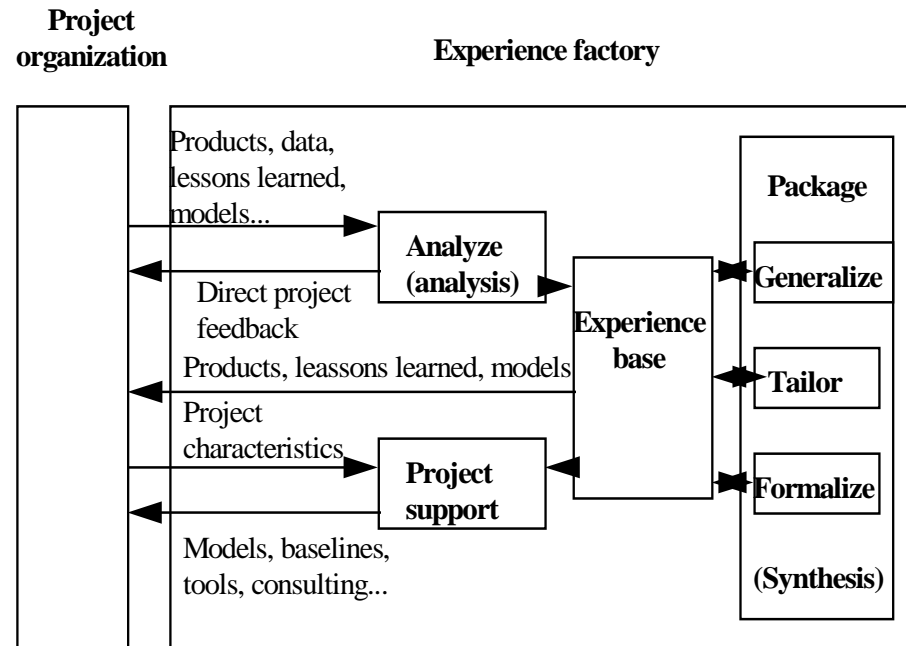 Project
organization
Experience factory
Products, data,
lessons learned,
models...
Analyze
(analysis)
Direct project
feedback
Products, leassons learned, models
Project
characteristics
Project
support
Models, baselines,
tools, consulting...
Experience
base
Package
Generalize
Tailor
Formalize
(Synthesis)